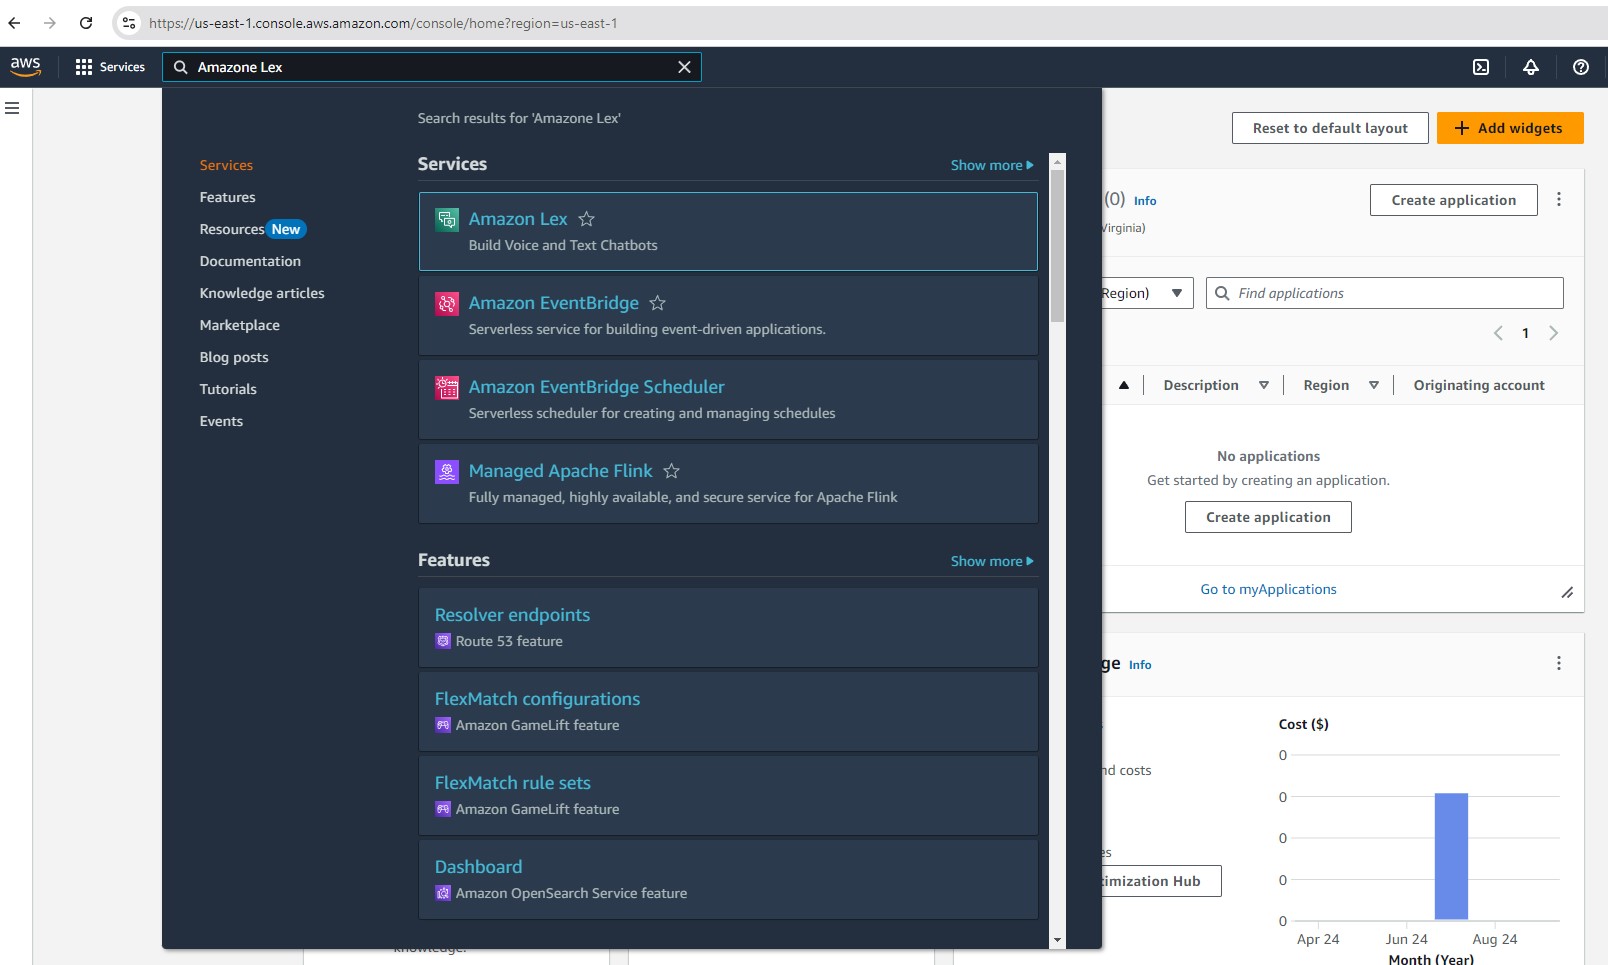 https://us-east-1.console.aws.amazon.com/console/home?region=us-east-1
aws
Services
Amazone Lex
Search results for 'Amazone Lex'
Services
Features
Resources New
Documentation
Knowledge articles
Marketplace
Blog posts
Tutorials
Events
Services
Show more
Amazon Lex
Build Voice and Text Chatbots
Amazon EventBridge
Serverless service for building event-driven applications.
Amazon EventBridge Scheduler
Serverless scheduler for creating and managing schedules
Managed Apache Flink
Fully managed, highly available, and secure service for Apache Flink
Features
Show more
Resolver endpoints
Route 53 feature
FlexMatch configurations
Amazon GameLift feature
FlexMatch rule sets
Amazon GameLift feature
Dashboard
Amazon OpenSearch Service feature
knowledge.
Reset to default layout
+ Add widgets
(0) Info
Virginia)
Create application
Region)
Find applications
1
Description
Region
Originating account
No applications
Get started by creating an application.
Create application
Go to myApplications
ge Info
nd costs
es
timization Hub
Cost ($)
0
0
0
0
0
Apr 24
Jun 24
Aug 24
Month (Year)